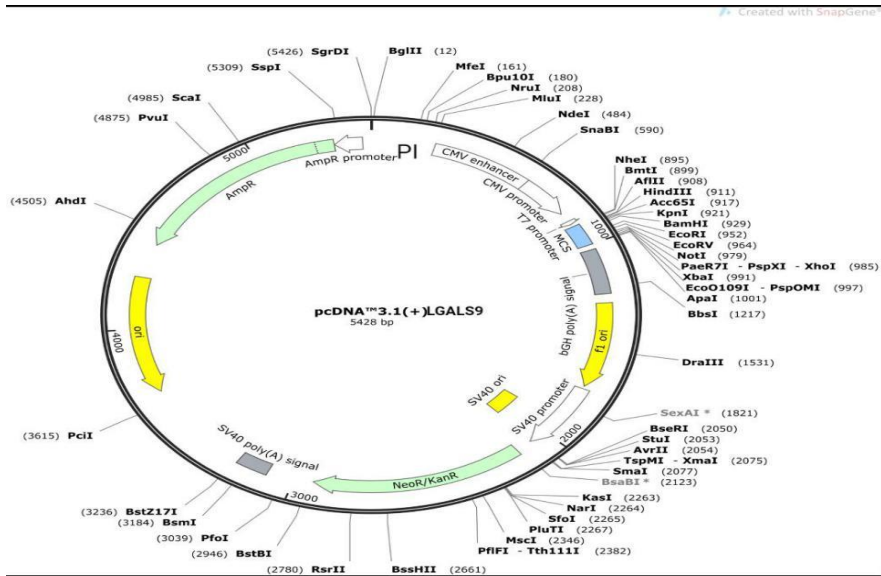 Created with SnapGene®
(5426) SgrDI
BglII (12)
(5309) SspI
MfeI (161)
Bpu10I (180)
NruI (208)
MluI (228)
(4985) ScaI
(4875) PvuI
NdeI (484)
SnaBI (590)
5000
AmpR promoter
PI
CMV enhancer
CMV promoter
AmpR
NheI (895)
BmtI (899)
AflII (908)
HindIII (911)
Acc65I (917)
KpnI (921)
BamHI (929)
EcoRI (952)
EcoRV (964)
NotI (979)
PaeR7I - PspXI - XhoI (985)
XbaI (991)
EcoO109I - PspOMI (997)
ApaI (1001)
BbsI (1217)
(4505) AhdI
T7 promoter
MCS
1000
bGH poly(A) signal
pcDNA™3.1(+)LGALS9
5428 bp
ori
4000
f1 ori
DraIII (1531)
SV40 ori
SV40 promoter
SexAI * (1821)
2000
BseRI (2050)
StuI (2053)
AvrII (2054)
TspMI - XmaI (2075)
SmaI (2077)
BsaBI * (2123)
(3615) PciI
SV40 poly(A) signal
NeoR/KanR
3000
KasI (2263)
NarI (2264)
SfoI (2265)
PluTI (2267)
MscI (2346)
PflFI - Tth111I (2382)
(3236) BstZ17I
(3184) BsmI
(3039) PfoI
(2946) BstBI
(2780) RsrII
BssHII (2661)